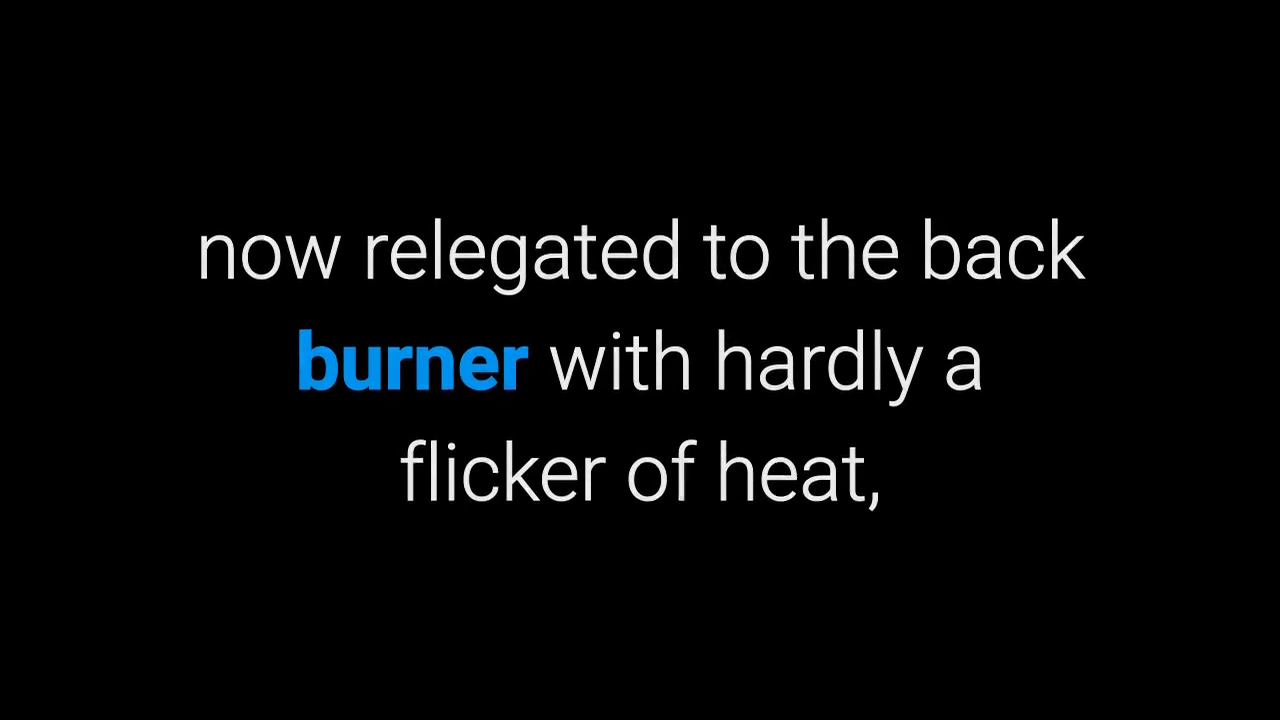 now relegated to the back
burner with hardly a
flicker of heat,